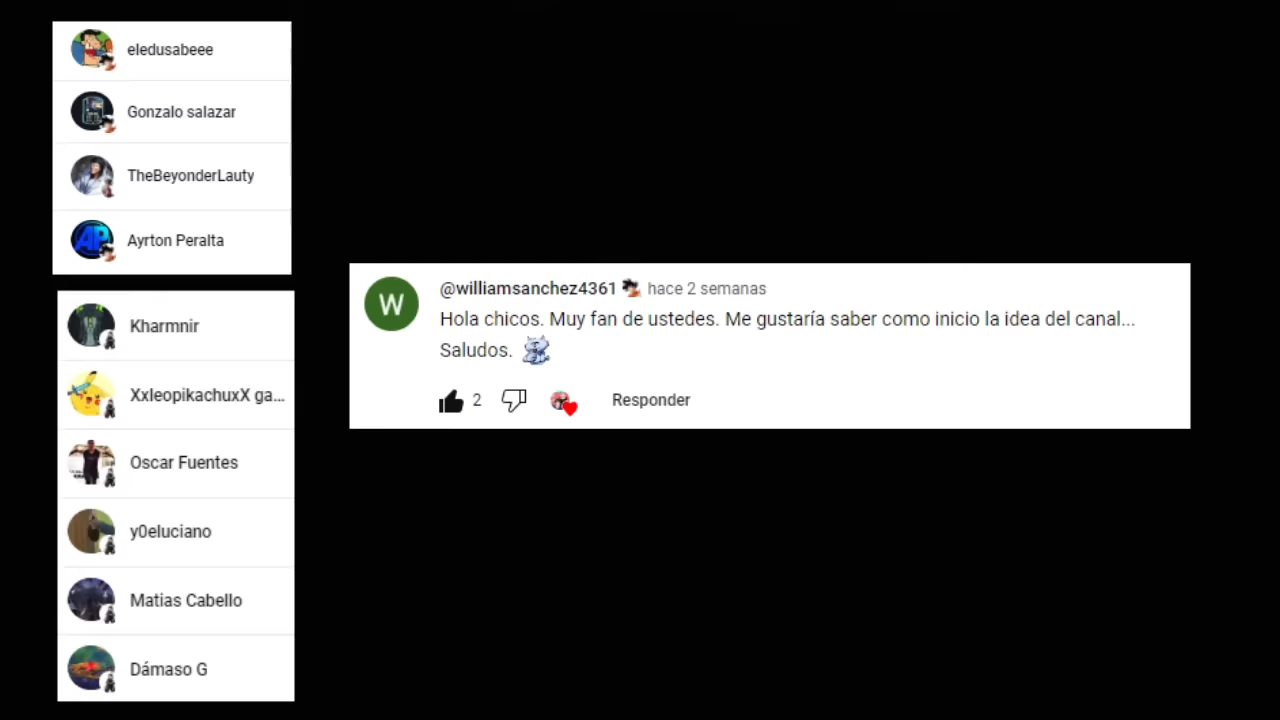 eledusabeee
Gonzalo salazar
TheBeyonderLauty
AP
Ayrton Peralta
Kharmnir
XxleopikachuxX ga...
Oscar Fuentes
y0eluciano
Matias Cabello
Dámaso G
W
@williamsanchez4361 hace 2 semanas
Hola chicos. Muy fan de ustedes. Me gustaría saber como inicio la idea del canal...
Saludos.
2 Responder